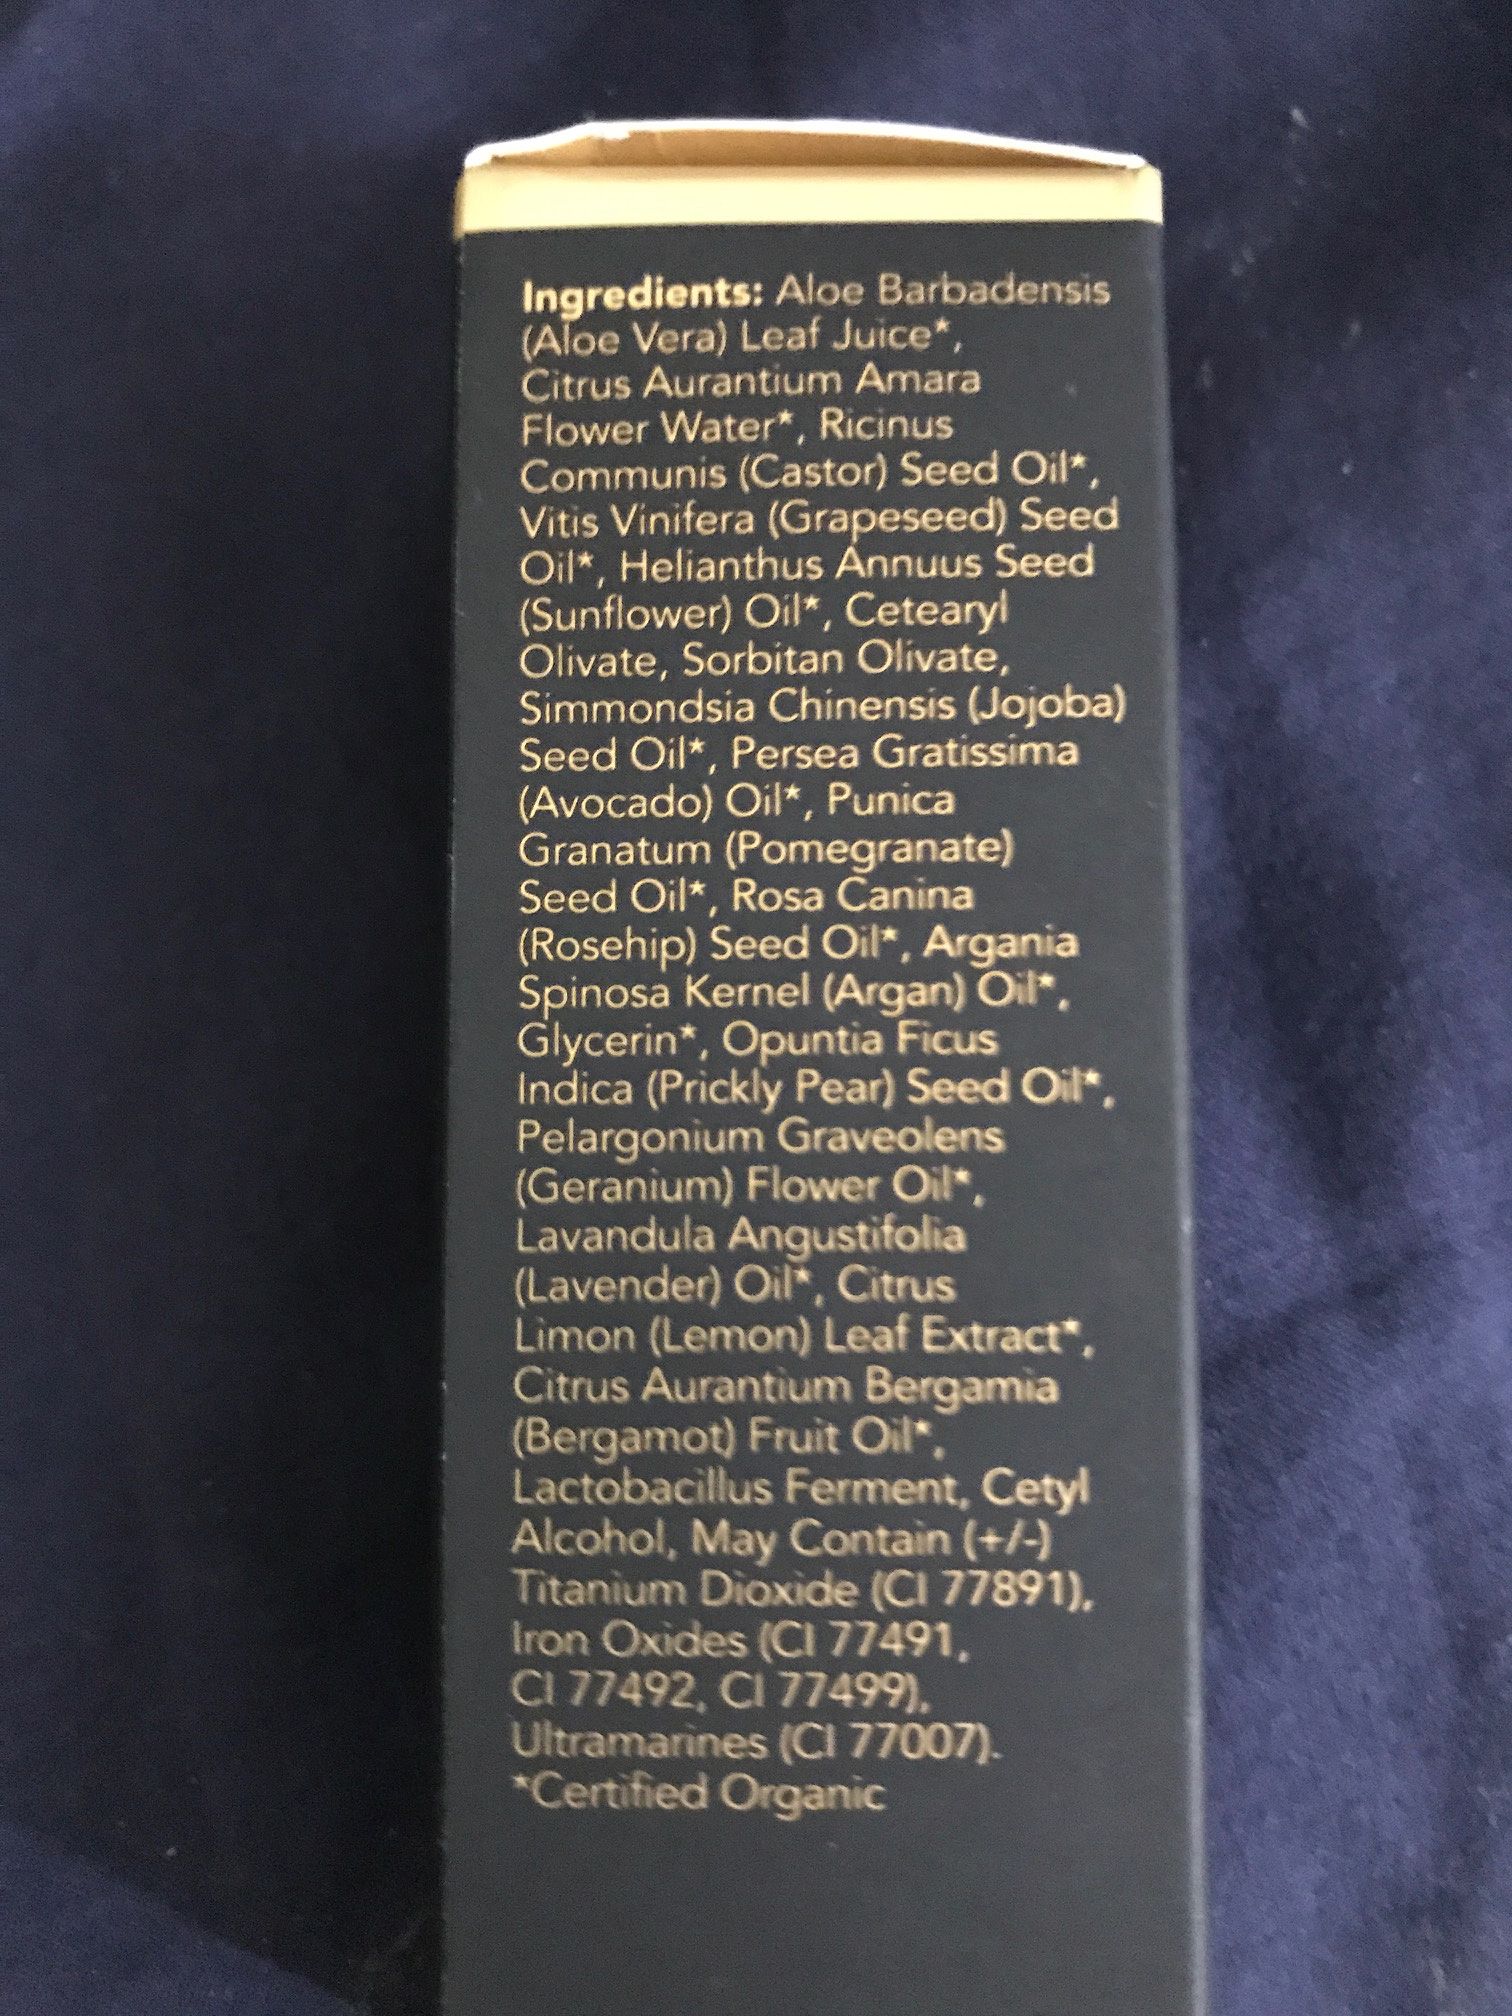 Ingredients: Aloe Barbadensis
(Aloe Vera) Leaf Juice*,
Citrus Aurantium Amara
Flower Water*, Ricinus
Communis (Castor) Seed Oil*,
Vitis Vinifera (Grapeseed) Seed
Oil*, Helianthus Annuus Seed
(Sunflower) Oil*, Cetearyl
Olivate, Sorbitan Olivate,
Simmondsia Chinensis (Jojoba)
Seed Oil*, Persea Gratissima
(Avocado) Oil*, Punica
Granatum (Pomegranate)
Seed Oil*, Rosa Canina
(Rosehip) Seed Oil*, Argania
Spinosa Kernel (Argan) Oil*,
Glycerin*, Opuntia Ficus
Indica (Prickly Pear) Seed Oil*,
Pelargonium Graveolens
(Geranium) Flower Oil*,
Lavandula Angustifolia
(Lavender) Oil*, Citrus
Limon (Lemon) Leaf Extract*,
Citrus Aurantium Bergamia
(Bergamot) Fruit Oil*,
Lactobacillus Ferment, Cetyl
Alcohol, May Contain (+/-)
Titanium Dioxide (CI 77891),
Iron Oxides (CI 77491,
CI 77492, CI 77499),
Ultramarines (CI 77007).
*Certified Organic